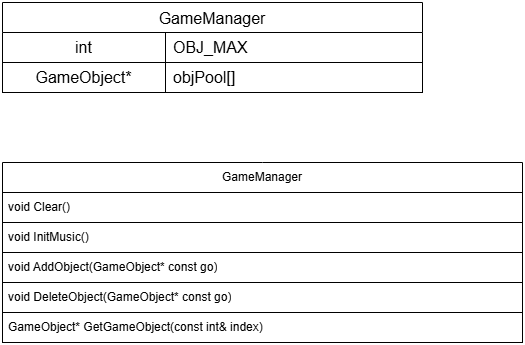 GameManager
int OBJ_MAX
GameObject* objPool[]
GameManager
void Clear()
void InitMusic()
void AddObject(GameObject* const go)
void DeleteObject(GameObject* const go)
GameObject* GetGameObject(const int& index)